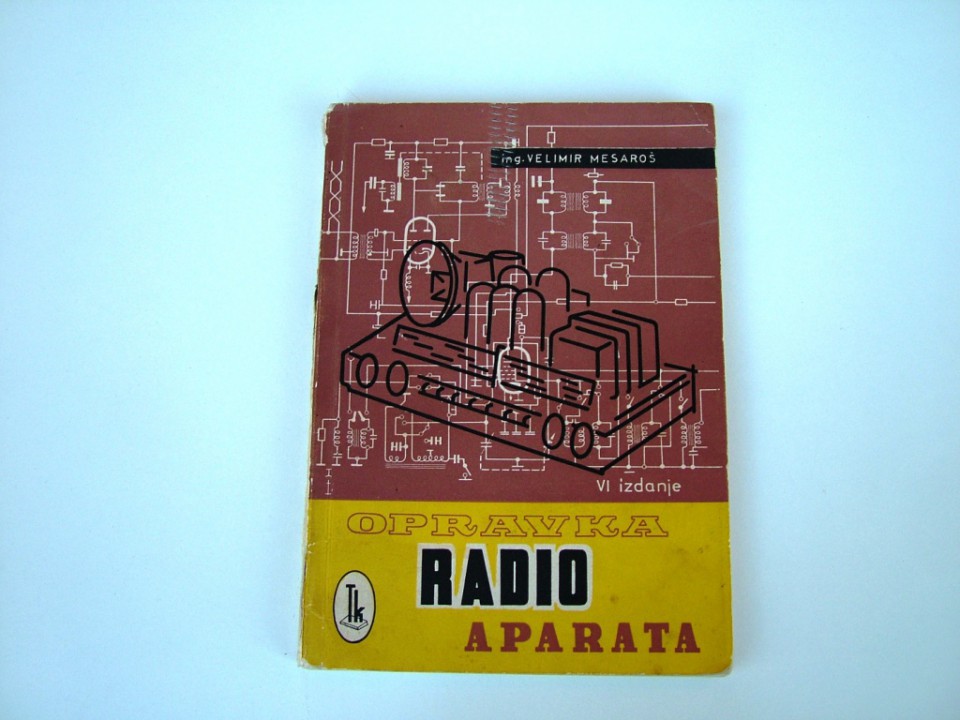 ing. VELIMIR MESAROŠ
VI izdanje
OPRAVKA
RADIO
APARATA
Tk